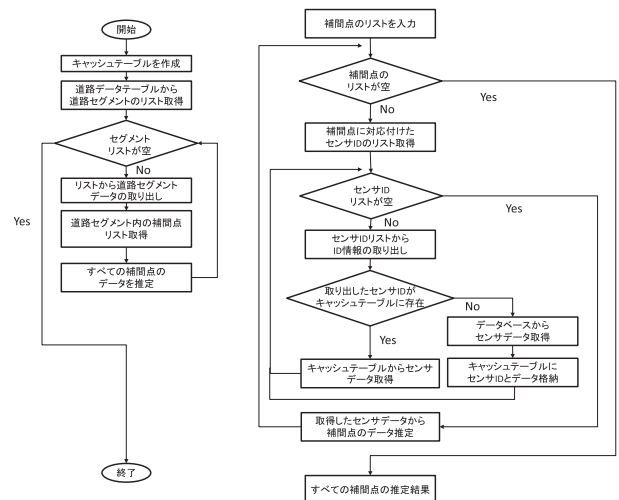 開始
キャッシュテーブルを作成
道路データテーブルから
道路セグメントのリスト取得
セグメント
リストが空
No
Yes
リストから道路セグメント
データの取り出し
道路セグメント内の補間点
リスト取得
すべての補間点の
データを推定
終了
補間点のリストを入力
補間点の
リストが空
Yes
No
補間点に対応付けた
センサIDのリスト取得
センサID
リストが空
Yes
No
センサIDリストから
ID情報の取り出し
取り出したセンサIDが
キャッシュテーブルに存在
No
Yes
データベースから
センサデータ取得
キャッシュテーブルからセンサ
データ取得
キャッシュテーブルに
センサIDとデータ格納
取得したセンサデータから
補間点のデータ推定
すべての補間点の推定結果